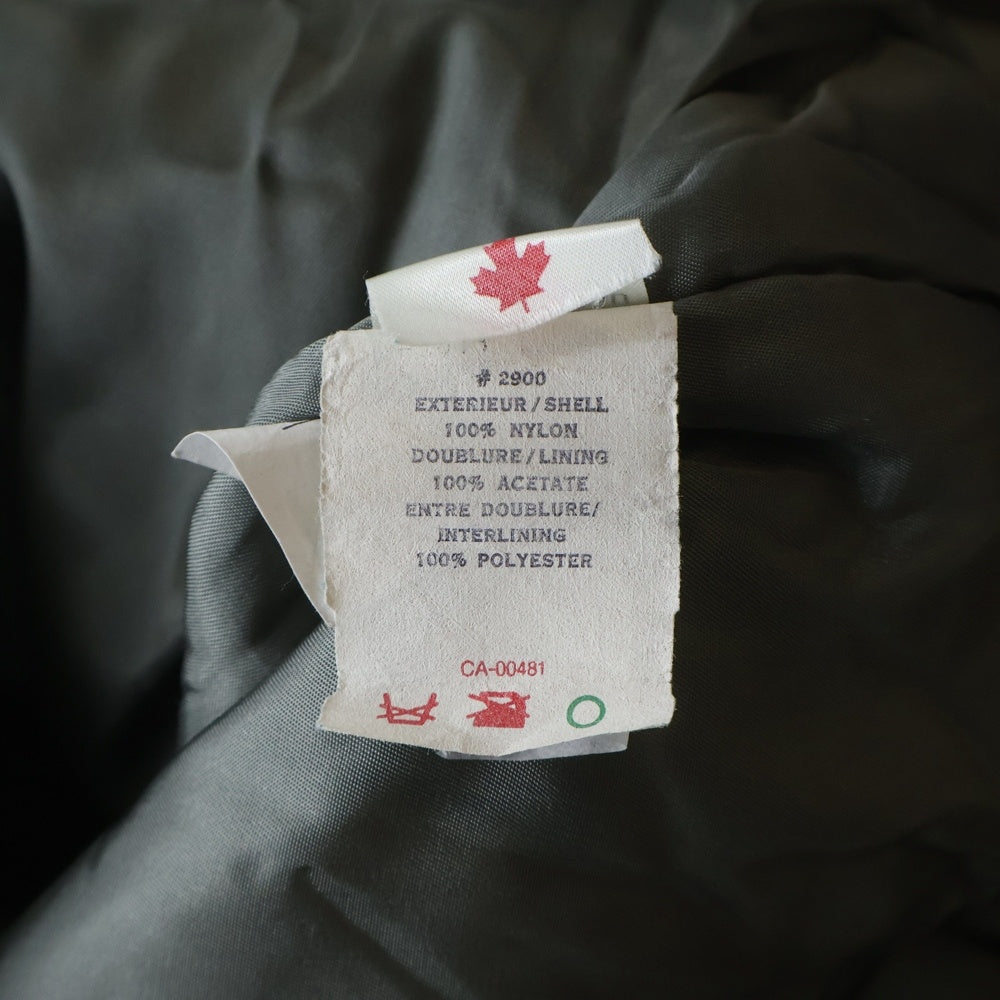 # 2900
EXTERIEUR/SHELL
100% NYLON
DOUBLURE/LINING
100% ACETATE
ENTRE DOUBLURE/
INTERLINING
100% POLYESTER
CA-00481